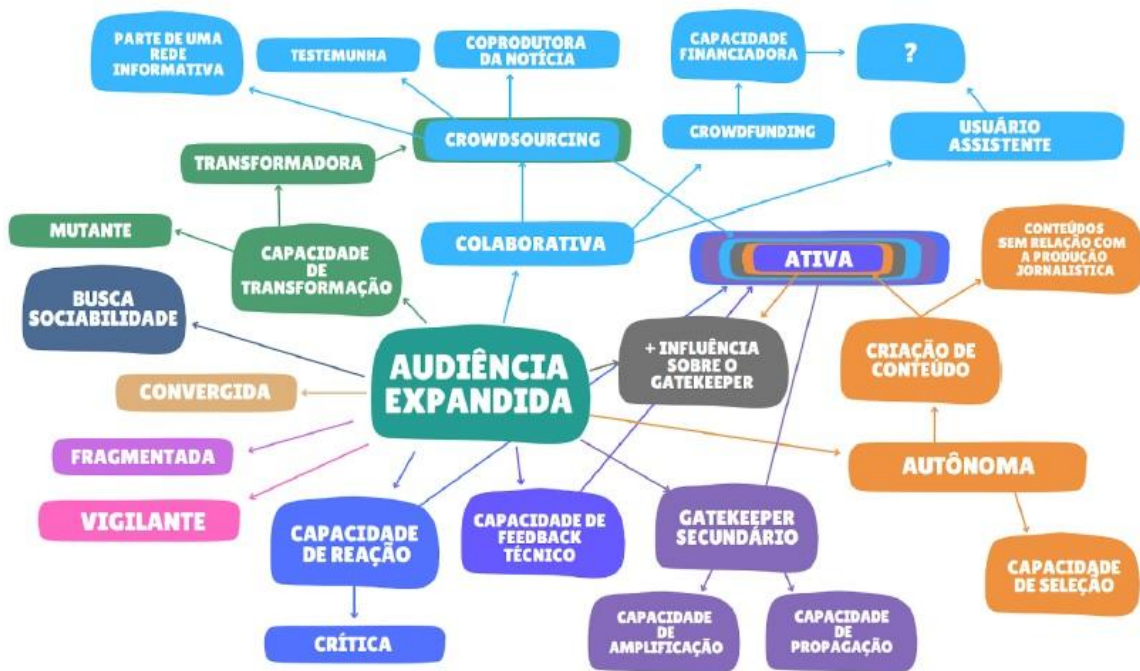 PARTE DE UMA
REDE
INFORMATIVA
TESTEMUNHA
COPRODUTORA
DA NOTÍCIA
CAPACIDADE
FINANCIADORA
?
CROWDSOURCING
CROWDFUNDING
USUÁRIO
ASSISTENTE
TRANSFORMADORA
MUTANTE
CAPACIDADE
DE
TRANSFORMAÇÃO
COLABORATIVA
ATIVA
CONTEÚDOS
SEM RELAÇÃO COM
A PRODUÇÃO
JORNALISTICA
BUSCA
SOCIABILIDADE
AUDIÊNCIA
EXPANDIDA
+ INFLUÊNCIA
SOBRE O
GATEKEEPER
CRIAÇÃO DE
CONTEÚDO
CONVERGIDA
FRAGMENTADA
AUTÔNOMA
VIGILANTE
CAPACIDADE
DE REAÇÃO
CAPACIDADE DE
FEEDBACK
TÉCNICO
GATEKEEPER
SECUNDÁRIO
CAPACIDADE
DE SELEÇÃO
CRÍTICA
CAPACIDADE
DE
AMPLIFICAÇÃO
CAPACIDADE
DE
PROPAGAÇÃO